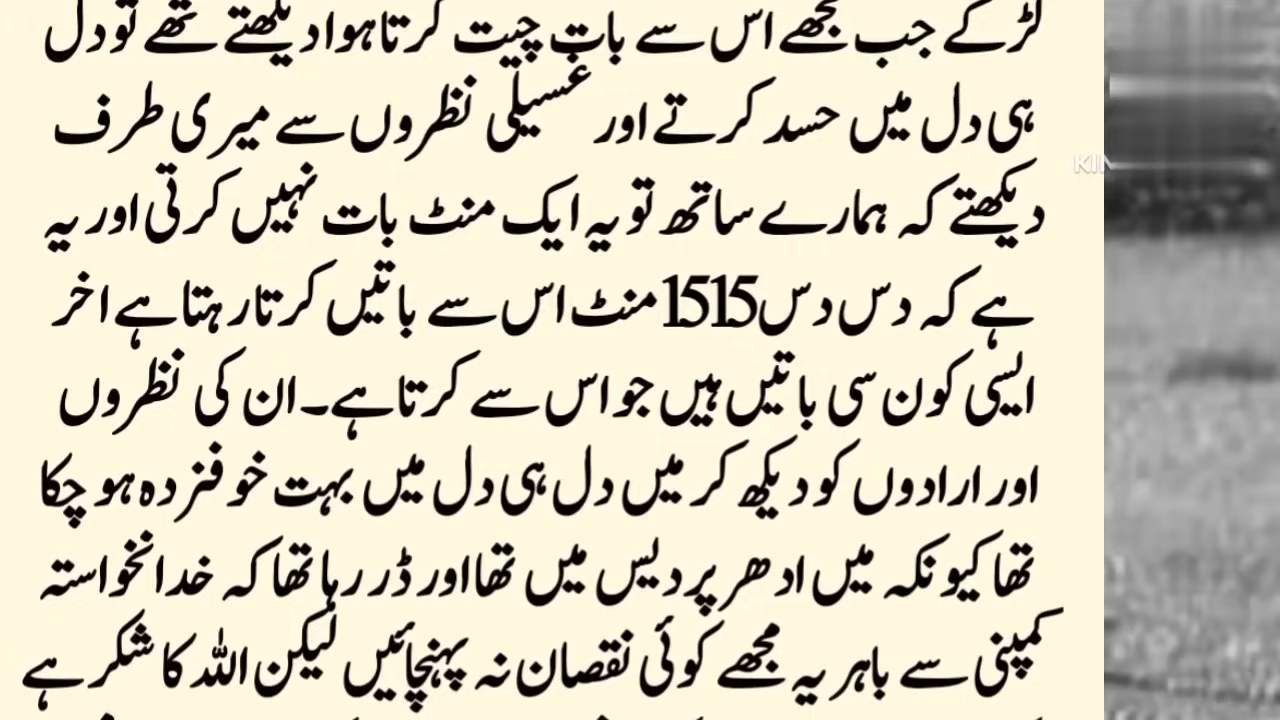 لڑکے جب مجھے اس سے بات چیت کرتا ہوا دیکھتے تھے تو دل
ہی دل میں حسد کرتے اور غسیلی نظروں سے میری طرف
دیکھتے کہ ہمارے ساتھ تو یہ ایک منٹ بات نہیں کرتی اور یہ
ہے کہ دس دس 1515 منٹ اس سے باتیں کرتا رہتا ہے اخر
ایسی کون سی باتیں ہیں جو اس سے کرتا ہے۔ ان کی نظروں
اور ارادوں کو دیکھ کر میں دل ہی دل میں بہت خوفنزدہ ہو چکا
تھا کیونکہ میں ادھر پردیس میں تھا اور ڈر رہا تھا کہ خدانخواستہ
کمپنی سے باہر یہ مجھے کوئی نقصان نہ پہنچائیں لیکن اللہ کا شکر ہے
KIN